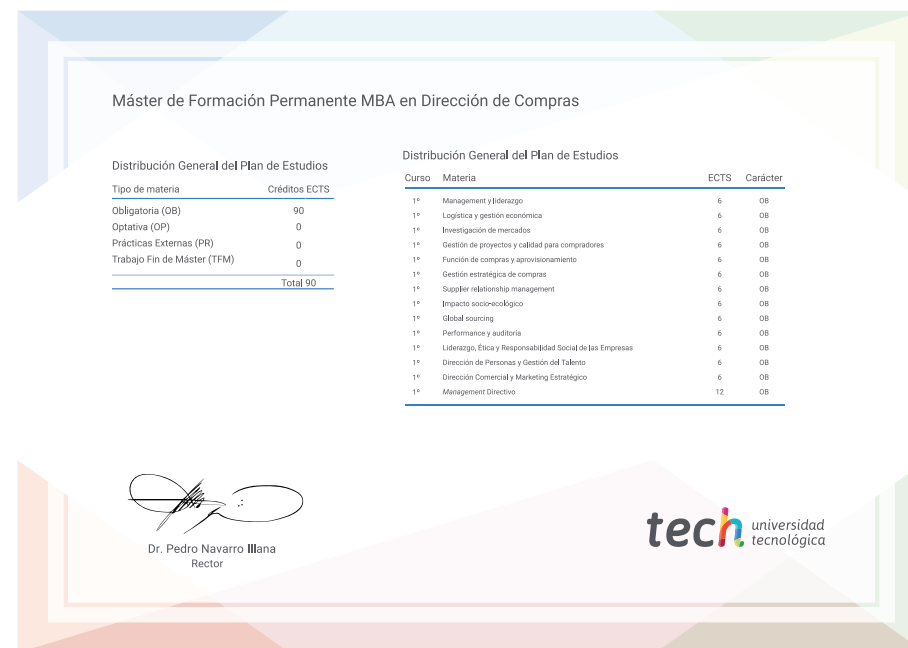 Máster de Formación Permanente MBA en Dirección de Compras
Distribución General del Plan de Estudios
Tipo de materia Créditos ECTS
Obligatoria (OB) 90
Optativa (OP) 0
Prácticas Externas (PR) 0
Trabajo Fin de Máster (TFM) 0
Total 90
Distribución General del Plan de Estudios
Curso Materia ECTS Carácter
1º Management y liderazgo 6 OB
1º Logística y gestión económica 6 OB
1º Investigación de mercados 6 OB
1º Gestión de proyectos y calidad para compradores 6 OB
1º Función de compras y aprovisionamiento 6 OB
1º Gestión estratégica de compras 6 OB
1º Supplier relationship management 6 OB
1º Impacto socio-ecológico 6 OB
1º Global sourcing 6 OB
1º Performance y auditoría 6 OB
1º Liderazgo, Ética y Responsabilidad Social de las Empresas 6 OB
1º Dirección de Personas y Gestión del Talento 6 OB
1º Dirección Comercial y Marketing Estratégico 6 OB
1º Management Directivo 12 OB
Dr. Pedro Navarro Illana
Rector
tech universidad
tecnológica